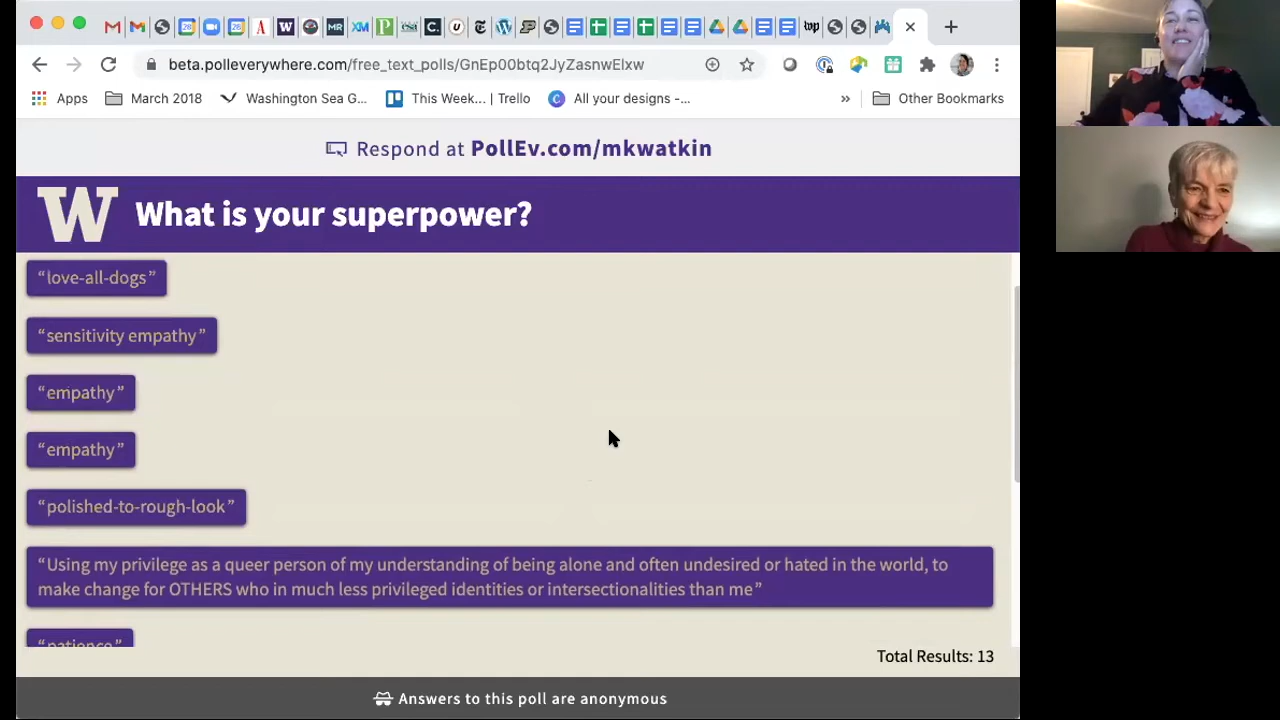 beta.polleverywhere.com/free_text_polls/GnEp00btq2JyZasnwElxw
Apps March 2018 Washington Sea G... This Week... | Trello All your designs -... » Other Bookmarks
Respond at PollEv.com/mkwatkin
W What is your superpower?
“love-all-dogs”
“sensitivity empathy”
“empathy”
“empathy”
“polished-to-rough-look”
“Using my privilege as a queer person of my understanding of being alone and often undesired or hated in the world, to
make change for OTHERS who in much less privileged identities or intersectionalities than me”
“patience”
Total Results: 13
Answers to this poll are anonymous